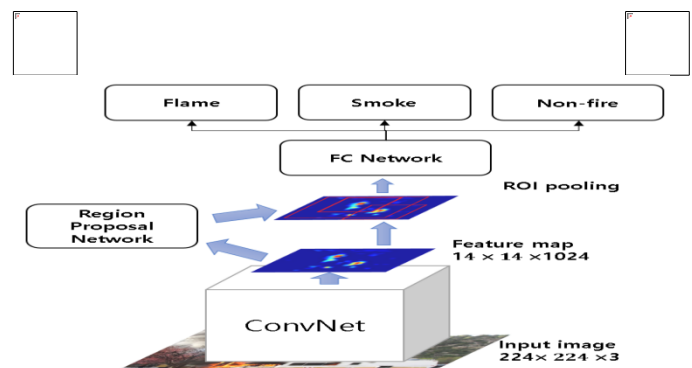 Flame
Smoke
Non-fire
FC Network
ROI pooling
Region
Proposal
Network
Feature map
14 × 14 ×1024
ConvNet
Input image
224× 224 ×3